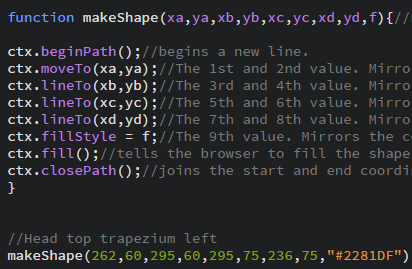 function makeShape(xa,ya,xb,yb,xc,yc,xd,yd,f){//
ctx.beginPath();//begins a new line.
ctx.moveTo(xa,ya);//The 1st and 2nd value. Mirro
ctx.lineTo(xb,yb);//The 3rd and 4th value. Mirro
ctx.lineTo(xc,yc);//The 5th and 6th value. Mirro
ctx.lineTo(xd,yd);//The 7th and 8th value. Mirro
ctx.fillStyle = f;//The 9th value. Mirrors the c
ctx.fill();//tells the browser to fill the shape
ctx.closePath();//joins the start and end coordi
}
//Head top trapezium left
makeShape(262,60,295,60,295,75,236,75,"#2281DF")